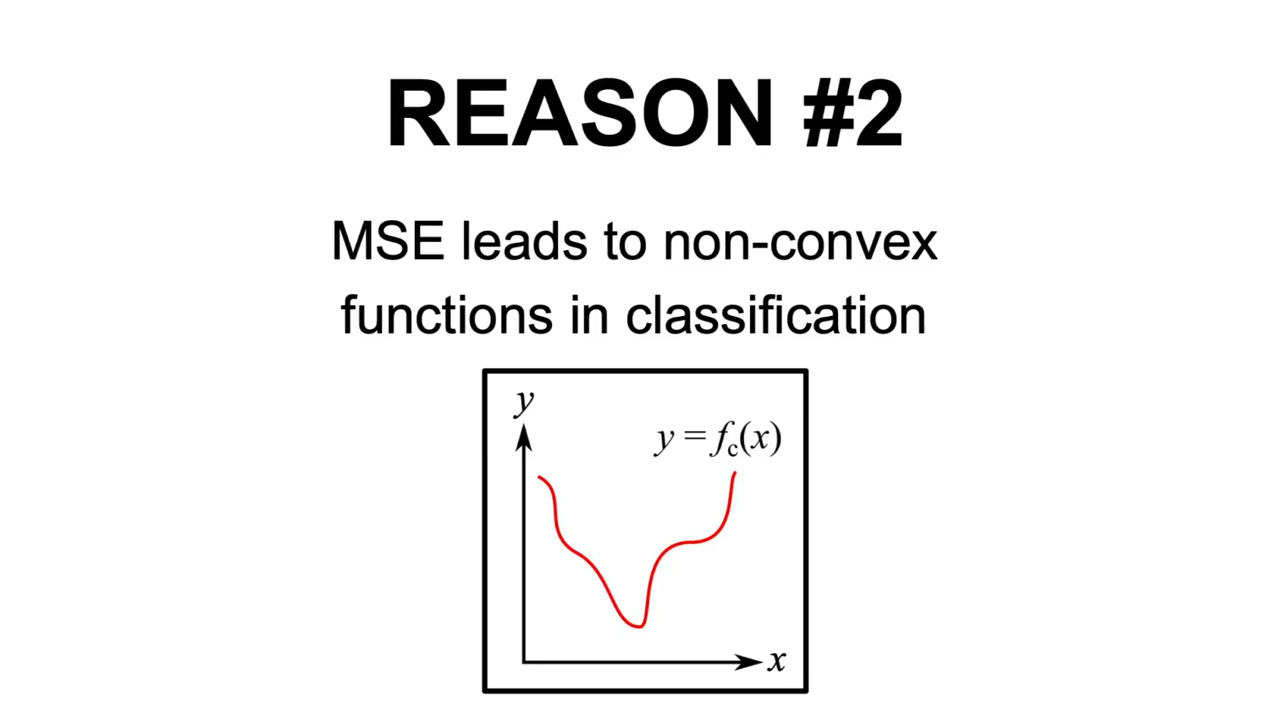 REASON #2
MSE leads to non-convex
functions in classification
y
y = fc(x)
x